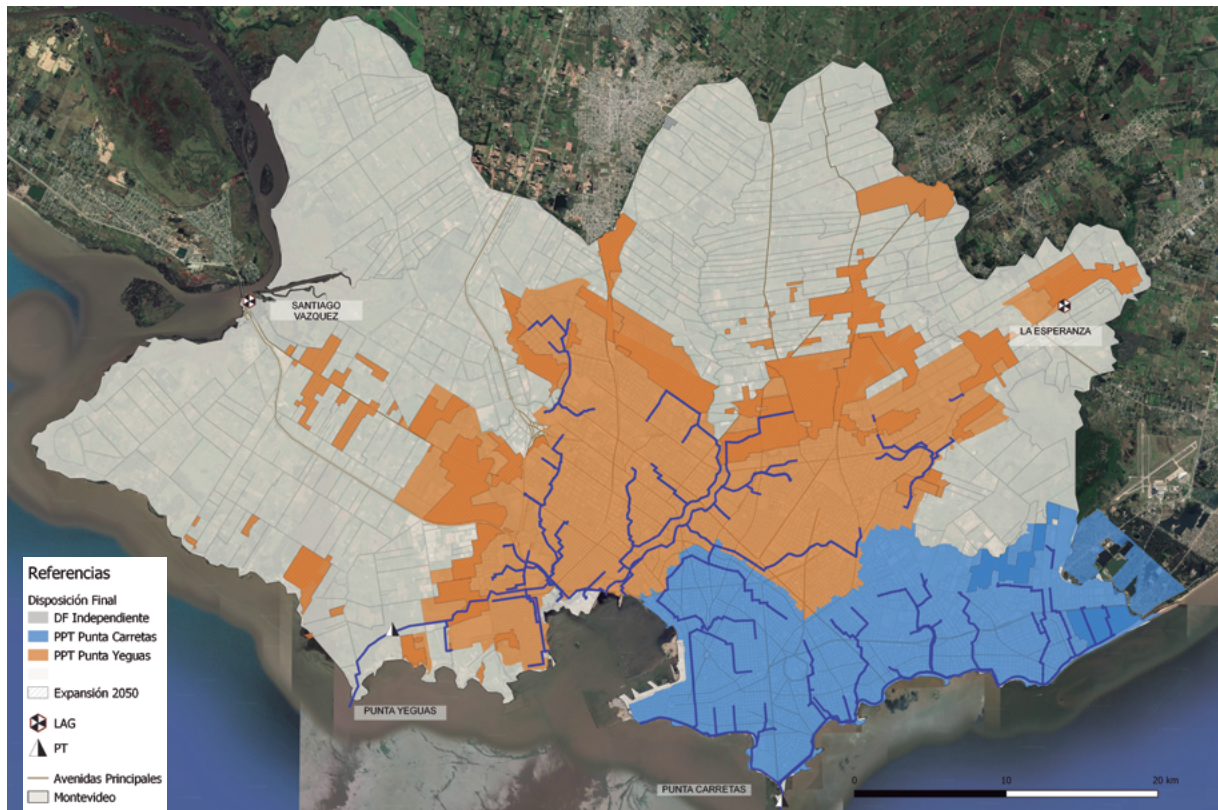 SANTIAGO
VAZQUEZ
LA ESPERANZA
Referencias
Disposición Final
DF Independiente
PPT Punta Carretas
PPT Punta Yeguas
Expansión 2050
LAG
PT
Avenidas Principales
Montevideo
PUNTA YEGUAS
PUNTA CARRETAS
0 10 20 km